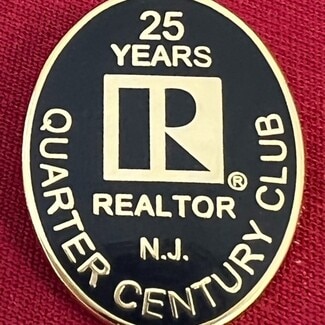 25
YEARS
R®
REALTOR
N.J.
QUARTER CENTURY CLUB